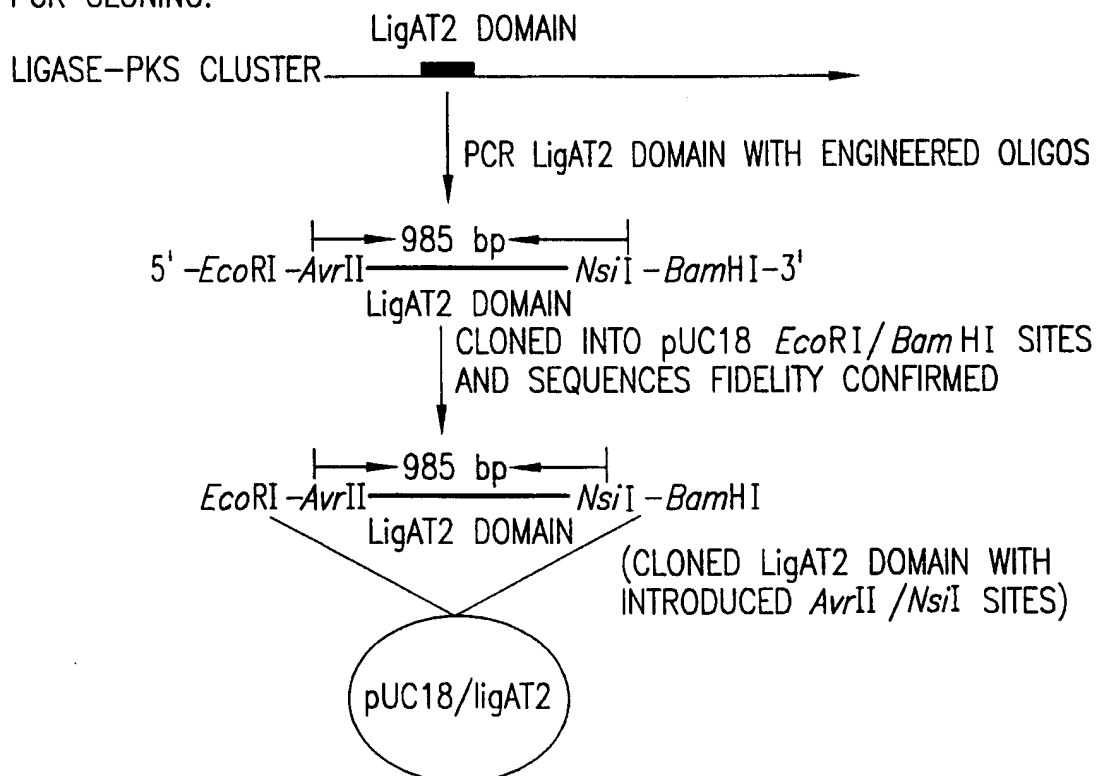 LigAT2 DOMAIN
LIGASE-PKS CLUSTER
PCR LigAT2 DOMAIN WITH ENGINEERED OLIGOS
985 bp
5' -EcoRI -AvrII NsiI -BamHI-3'
LigAT2 DOMAIN
CLONED INTO pUC18 EcoRI/BamHI SITES
AND SEQUENCES FIDELITY CONFIRMED
985 bp
EcoRI -AvrII NsiI -BamHI
LigAT2 DOMAIN
(CLONED LigAT2 DOMAIN WITH
INTRODUCED AvrII /NsiI SITES)
pUC18/ligAT2